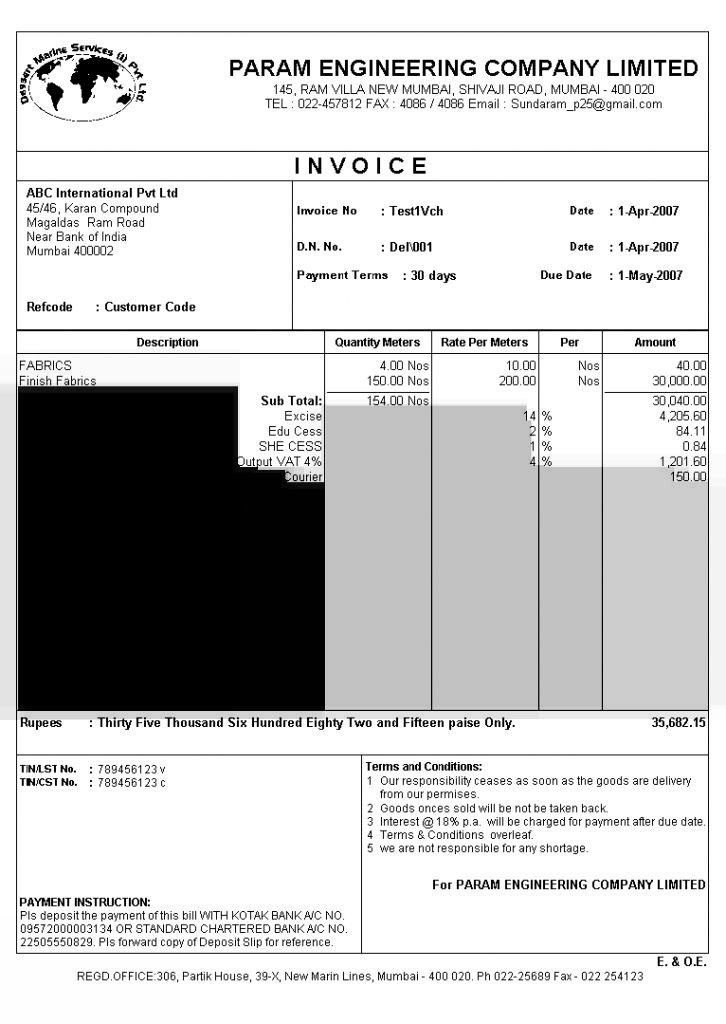 Dayssert Marine Services (I) Pvt. Ltd.
PARAM ENGINEERING COMPANY LIMITED
145, RAM VILLA NEW MUMBAI, SHIVAJI ROAD, MUMBAI - 400 020
TEL : 022-457812 FAX : 4086 / 4086 Email : Sundaram_p25@gmail.com
INVOICE
ABC International Pvt Ltd
45/46, Karan Compound
Magaldas Ram Road
Near Bank of India
Mumbai 400002
Refcode : Customer Code
Invoice No : Test1Vch Date : 1-Apr-2007
D.N. No. : Del\001 Date : 1-Apr-2007
Payment Terms : 30 days Due Date : 1-May-2007
Description Quantity Meters Rate Per Meters Per Amount
FABRICS 4.00 Nos 10.00 Nos 40.00
Finish Fabrics 150.00 Nos 200.00 Nos 30,000.00
Sub Total: 154.00 Nos 30,040.00
Excise 14 % 4,205.60
Edu Cess 2 % 84.11
SHE CESS 1 % 0.84
Output VAT 4% 4 % 1,201.60
Courier 150.00
Rupees : Thirty Five Thousand Six Hundred Eighty Two and Fifteen paise Only. 35,682.15
TIN/LST No. : 789456123 v
TIN/CST No. : 789456123 c
PAYMENT INSTRUCTION:
Pls deposit the payment of this bill WITH KOTAK BANK A/C NO.
09572000003134 OR STANDARD CHARTERED BANK A/C NO.
22505550829. Pls forward copy of Deposit Slip for reference.
Terms and Conditions:
1 Our responsibility ceases as soon as the goods are delivery
from our permises.
2 Goods onces sold will be not be taken back.
3 Interest @ 18% p.a. will be charged for payment after due date.
4 Terms & Conditions overleaf.
5 we are not responsible for any shortage.
For PARAM ENGINEERING COMPANY LIMITED
E. & O.E.
REGD.OFFICE:306, Partik House, 39-X, New Marin Lines, Mumbai - 400 020. Ph 022-25689 Fax - 022 254123